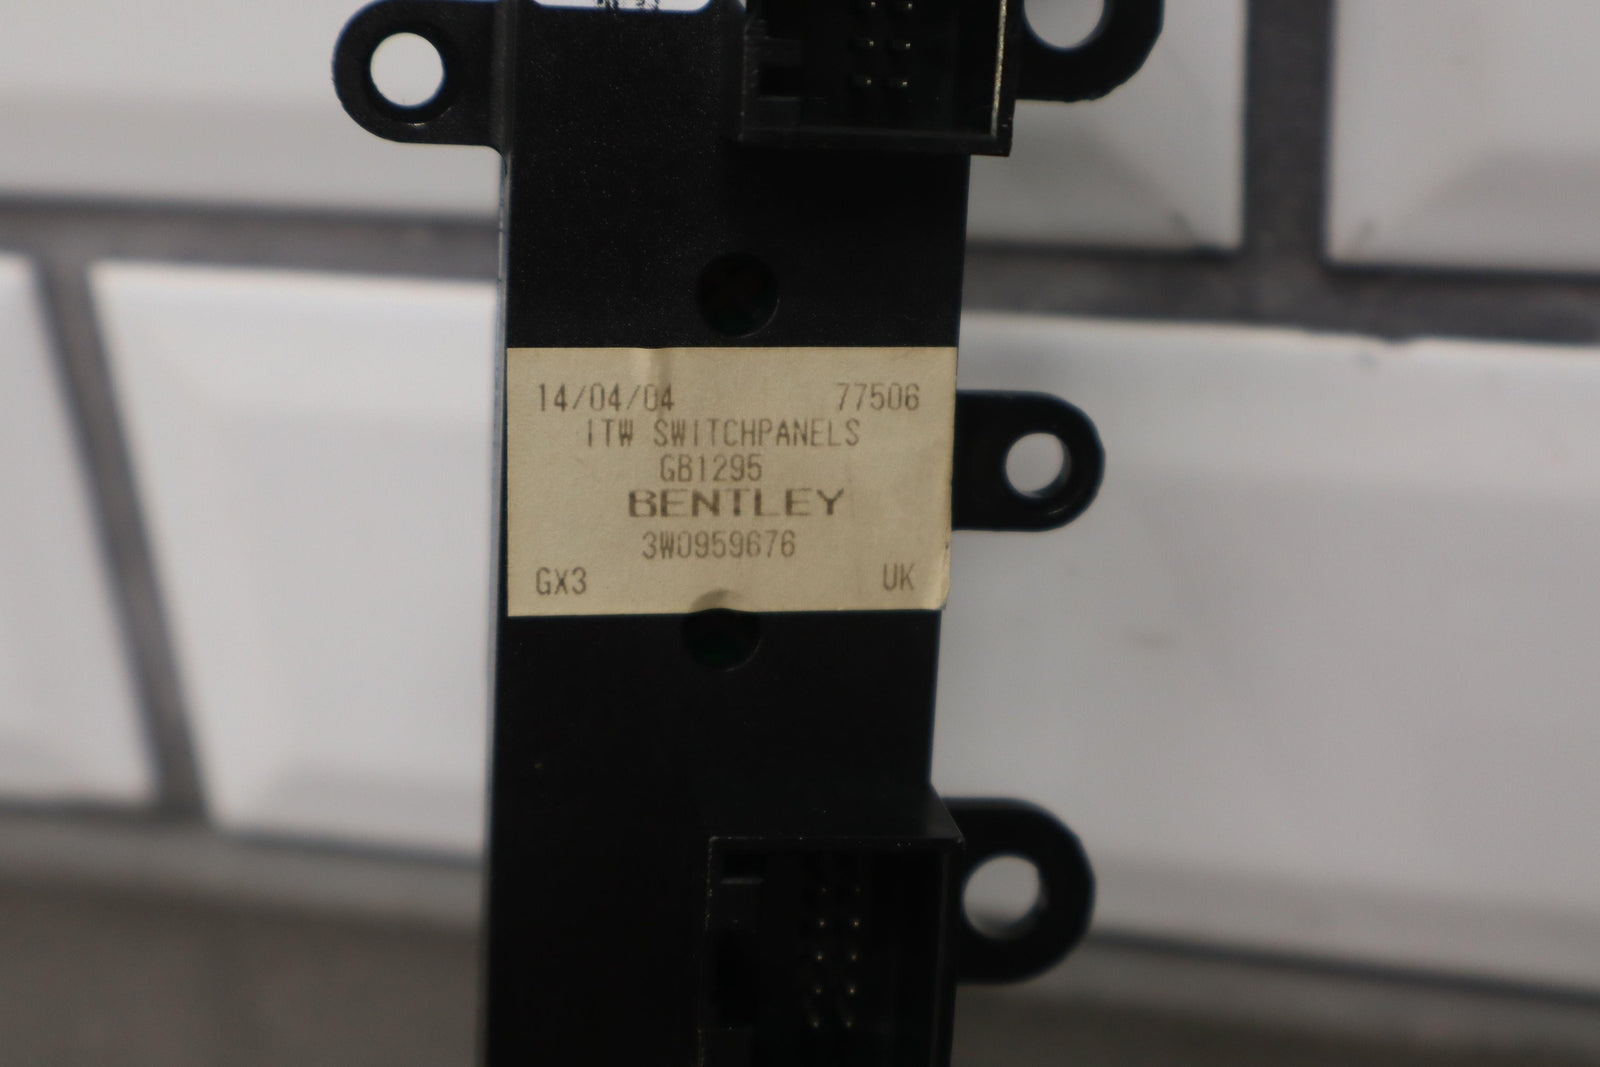 14/04/04 77506
ITW SWITCHPANELS
GB1295
BENTLEY
3W0959676
GX3 UK